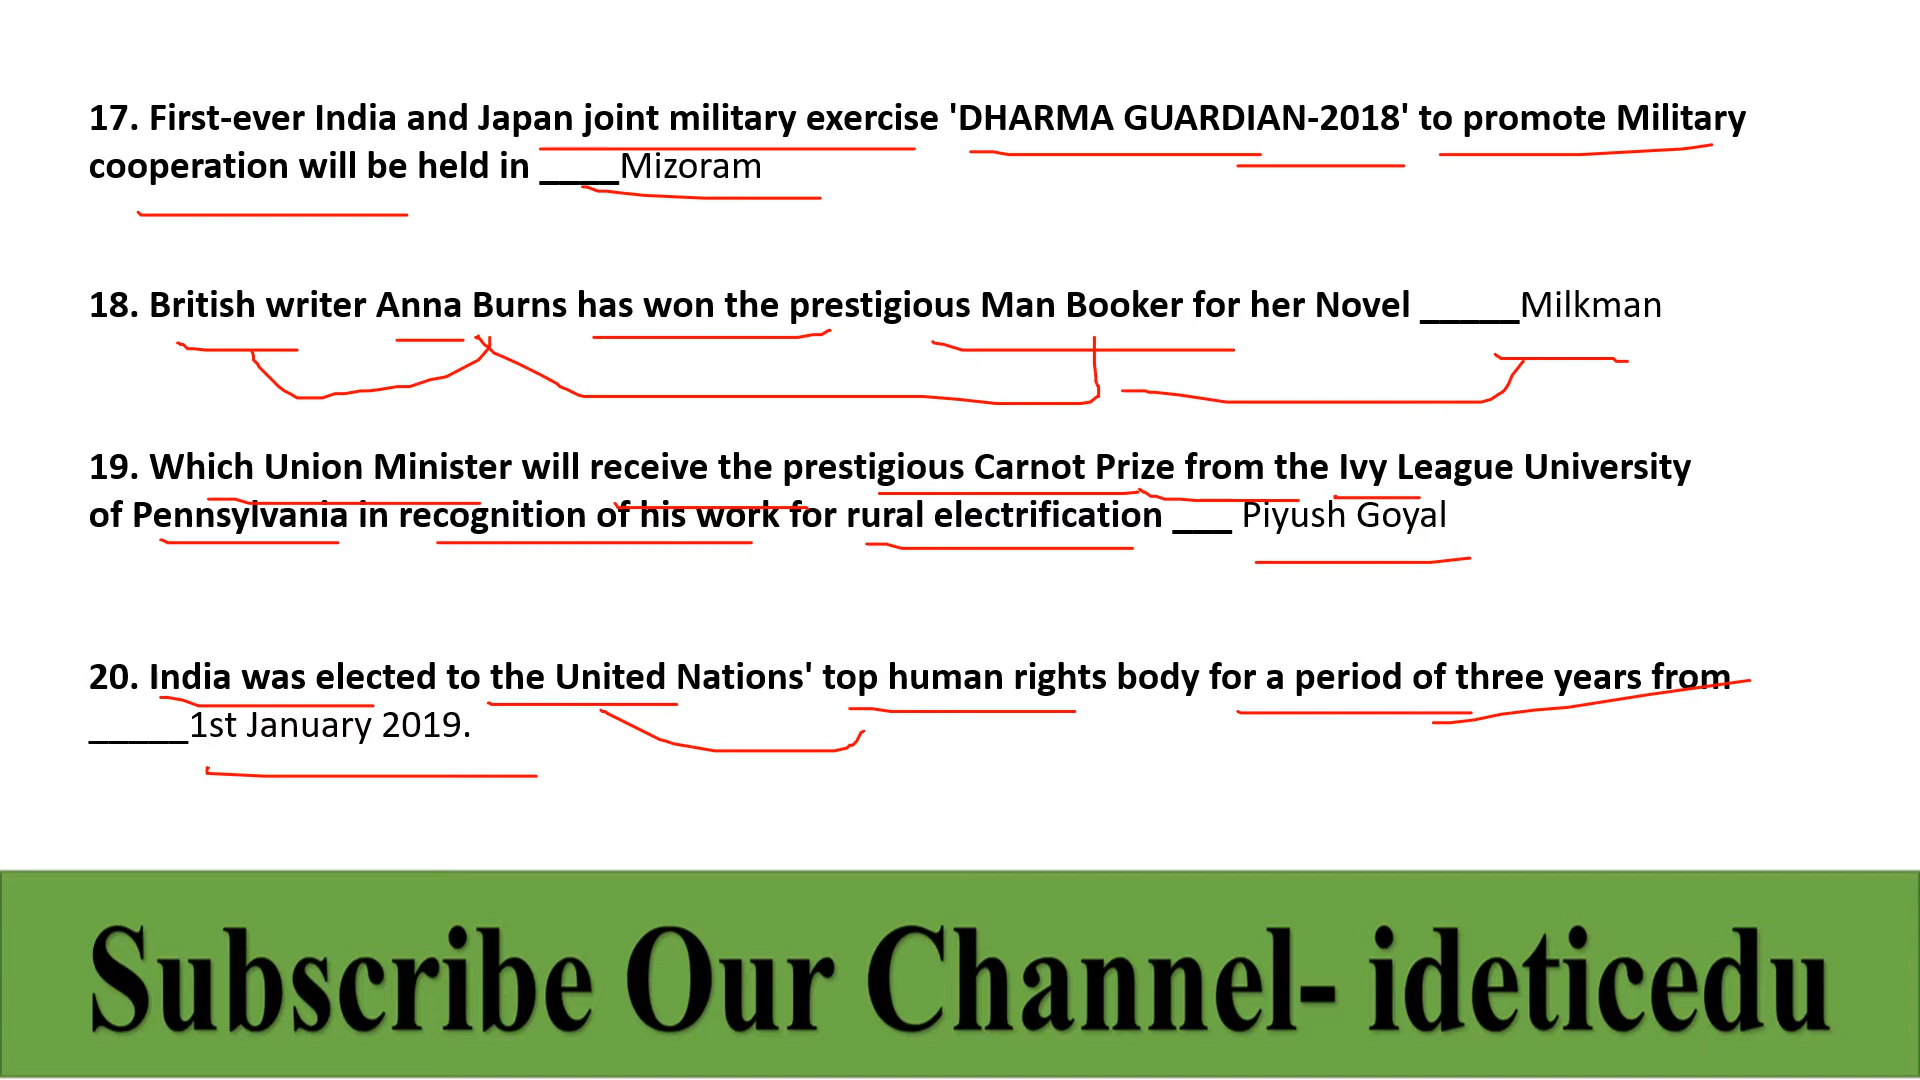 17. First-ever India and Japan joint military exercise 'DHARMA GUARDIAN-2018' to promote Military
cooperation will be held in ____Mizoram
18. British writer Anna Burns has won the prestigious Man Booker for her Novel _____Milkman
19. Which Union Minister will receive the prestigious Carnot Prize from the Ivy League University
of Pennsylvania in recognition of his work for rural electrification ___ Piyush Goyal
20. India was elected to the United Nations' top human rights body for a period of three years from
_____1st January 2019.
Subscribe Our Channel- ideticedu